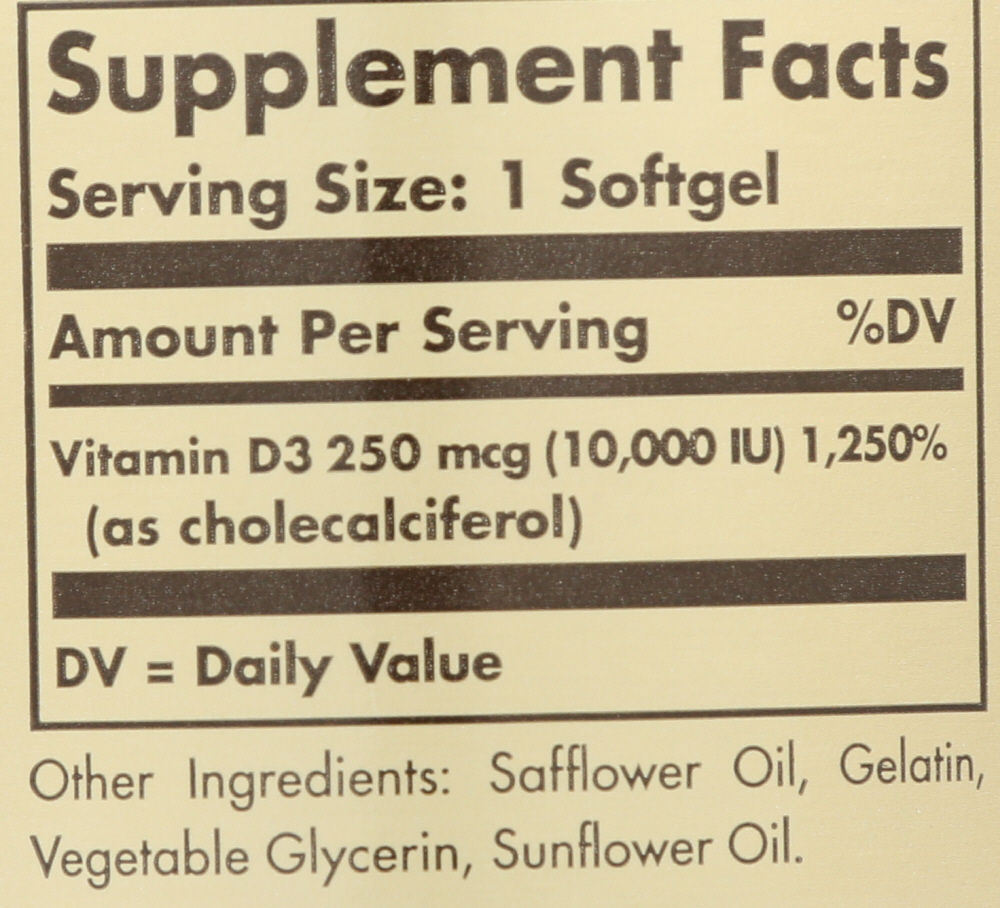 Supplement Facts
Serving Size: 1 Softgel
Amount Per Serving %DV
Vitamin D3 250 mcg (10,000 IU) 1,250%
(as cholecalciferol)
DV = Daily Value
Other Ingredients: Safflower Oil, Gelatin,
Vegetable Glycerin, Sunflower Oil.